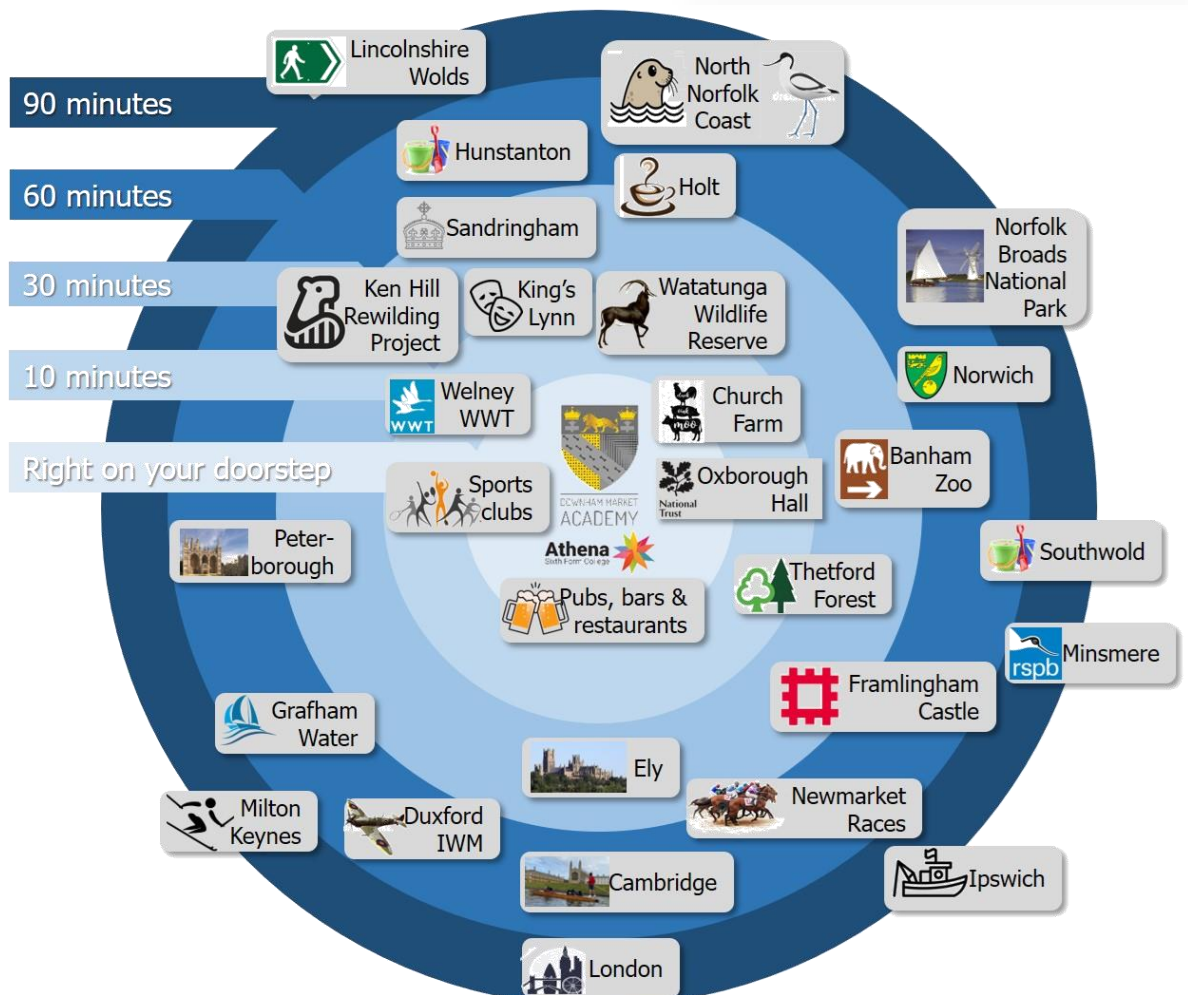 Lincolnshire
Wolds
North
Norfolk
Coast
90 minutes
Hunstanton
Holt
60 minutes
Sandringham
Norfolk
Broads
National
Park
30 minutes
Ken Hill
Rewilding
Project
King's
Lynn
Watatunga
Wildlife
Reserve
10 minutes
Norwich
Welney
WWT
WWT
moo
Church
Farm
Right on your doorstep
Banham
Zoo
Sports
clubs
DOWNHAM MARKET
ACADEMY
National
Trust
Oxborough
Hall
Peter-
borough
Athena
Sixth Form College
Southwold
Thetford
Forest
Pubs, bars &
restaurants
rspb
Minsmere
Framlingham
Castle
Grafham
Water
Ely
Milton
Keynes
Duxford
IWM
Newmarket
Races
Cambridge
Ipswich
London